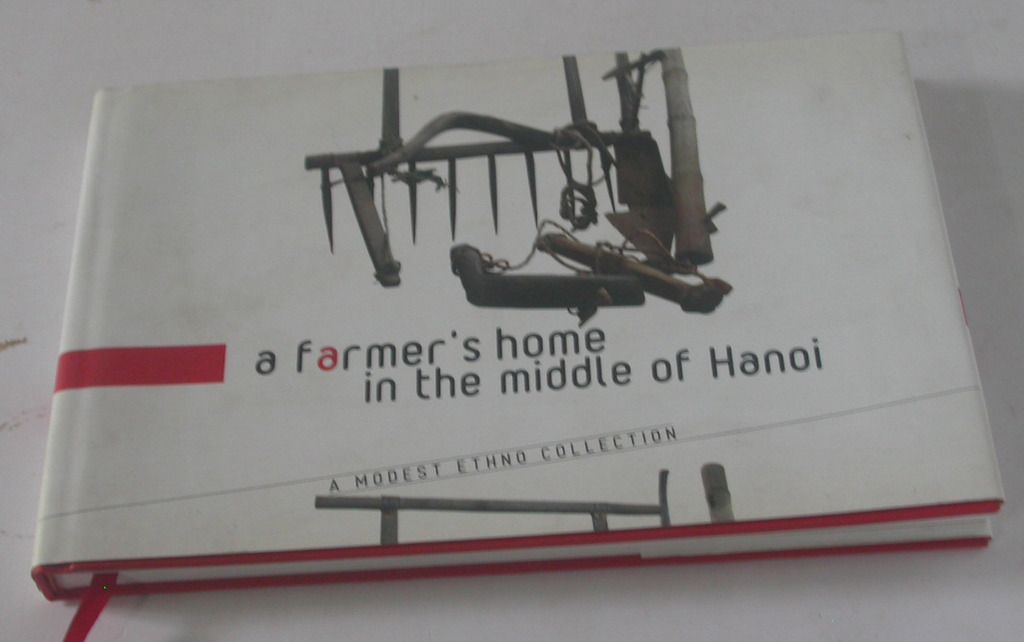 a farmer's home
in the middle of Hanoi
A MODEST ETHNO COLLECTION